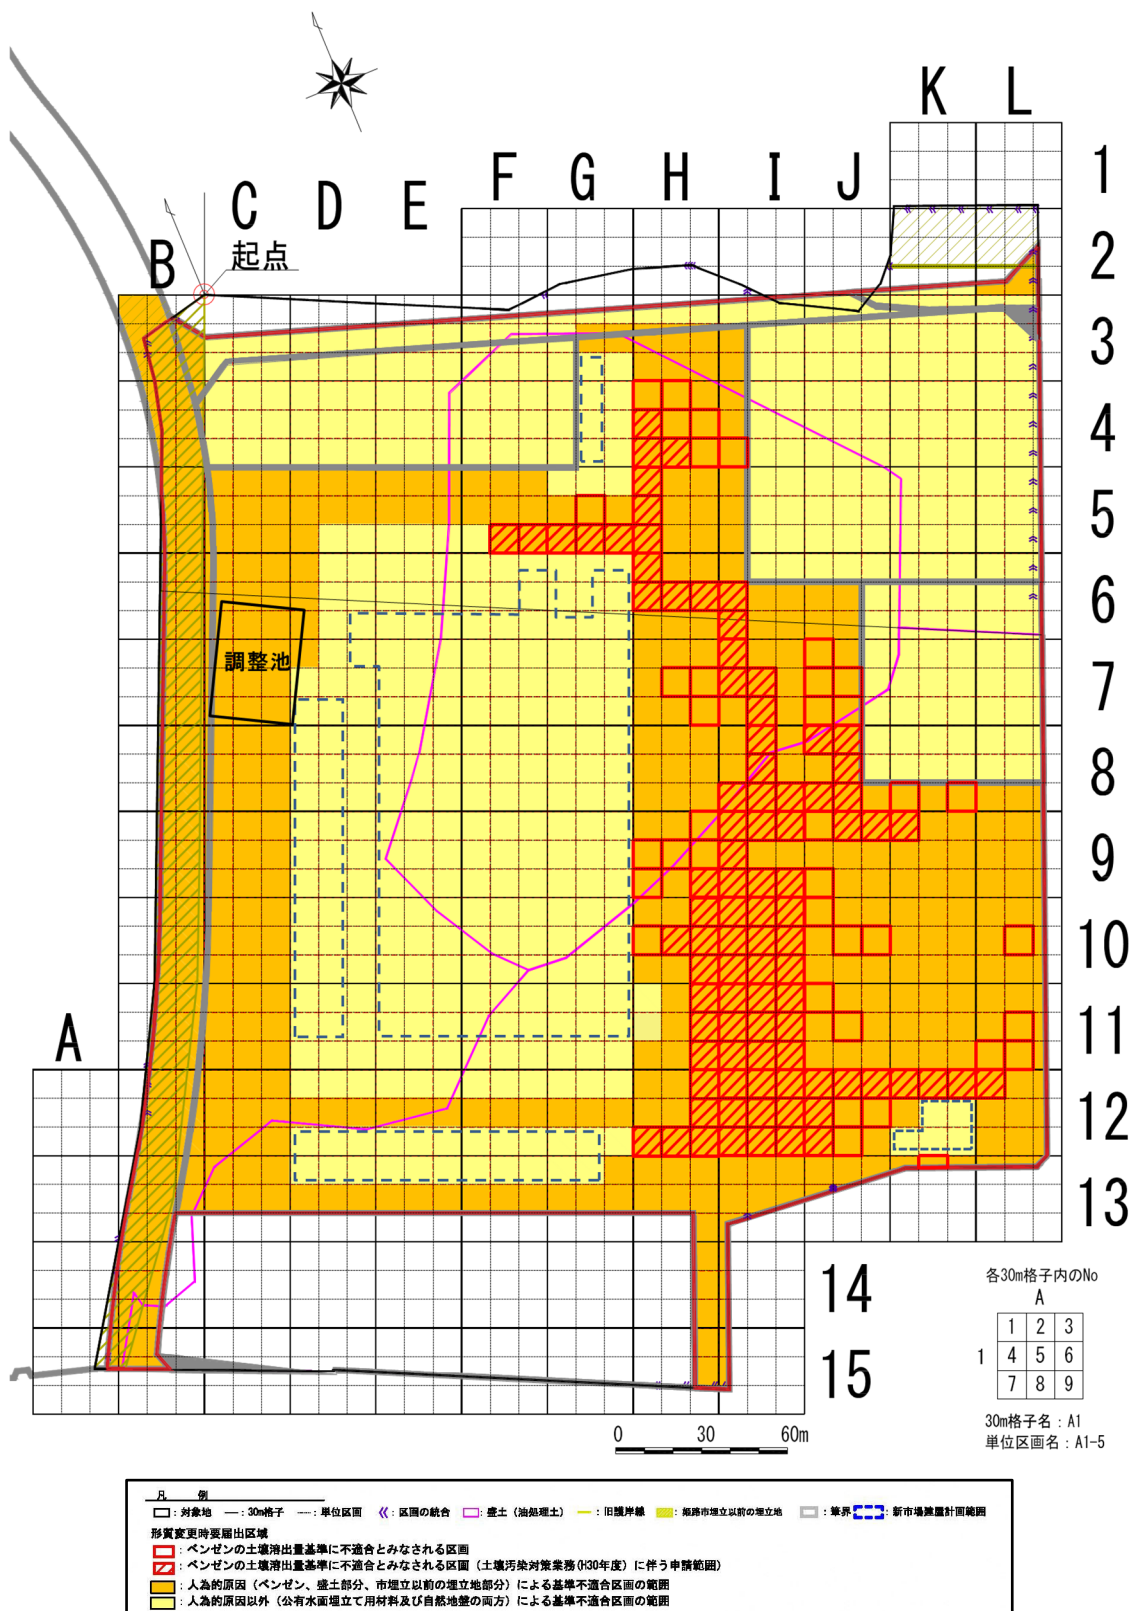 K L
1
F G H I J
C D E
2
B 起点
3
4
5
6
調整池
7
8
9
10
11
A
12
13
14
各30m格子内のNo
A
1 2 3
1 4 5 6
7 8 9
15
30m格子名：A1
単位区画名：A1-5
0 30 60m
凡 例
：対象地 ：30m格子 ：単位区画 ：区画の統合 ：盛土（油処理土） ：旧護岸線 ：姫路市埋立以前の埋立地 ：筆界 ：新市場建屋計画範囲
形質変更時要届出区域
：ベンゼンの土壌溶出量基準に不適合とみなされる区画
：ベンゼンの土壌溶出量基準に不適合とみなされる区画（土壌汚染対策業務（H30年度）に伴う申請範囲）
：人為的原因（ベンゼン、盛土部分、市埋立以前の埋立地部分）による基準不適合区画の範囲
：人為的原因以外（公有水面埋立て用材料及び自然地盤の両方）による基準不適合区画の範囲